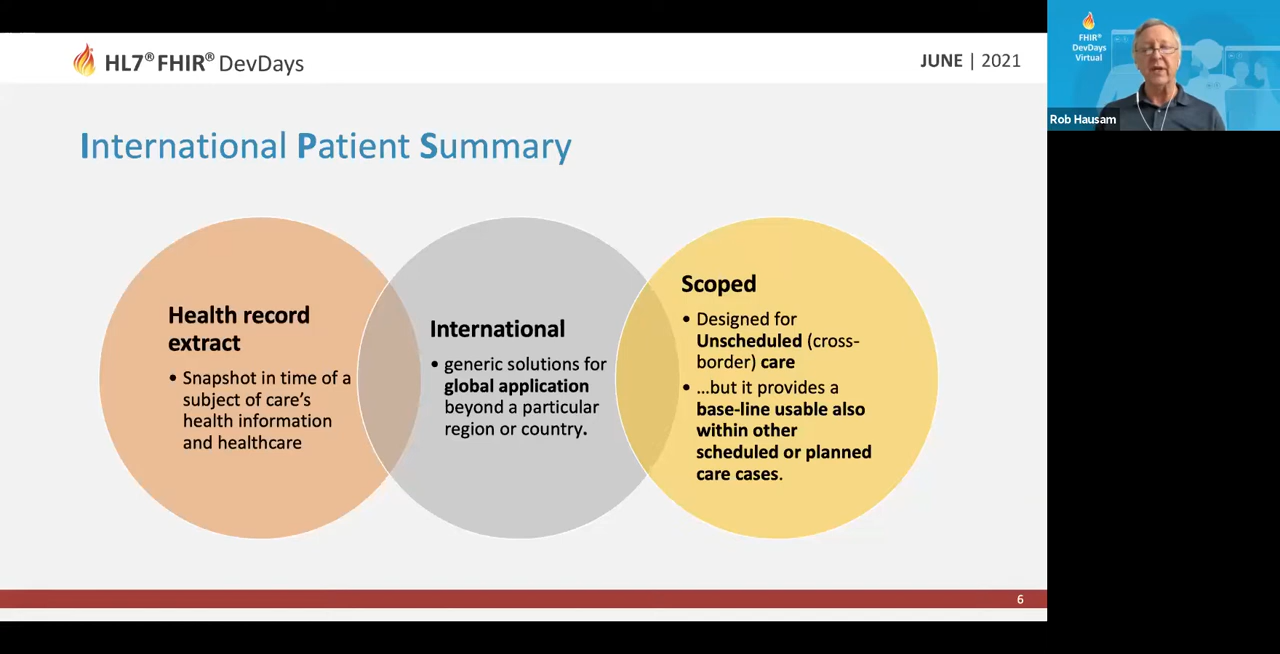 HL7® FHIR® DevDays
JUNE | 2021
International Patient Summary
Health record
extract
• Snapshot in time of a
subject of care's
health information
and healthcare
International
• generic solutions for
global application
beyond a particular
region or country.
Scoped
• Designed for
Unscheduled (cross-
border) care
• ...but it provides a
base-line usable also
within other
scheduled or planned
care cases.
6
FHIR®
DevDays
Virtual
Rob Hausam